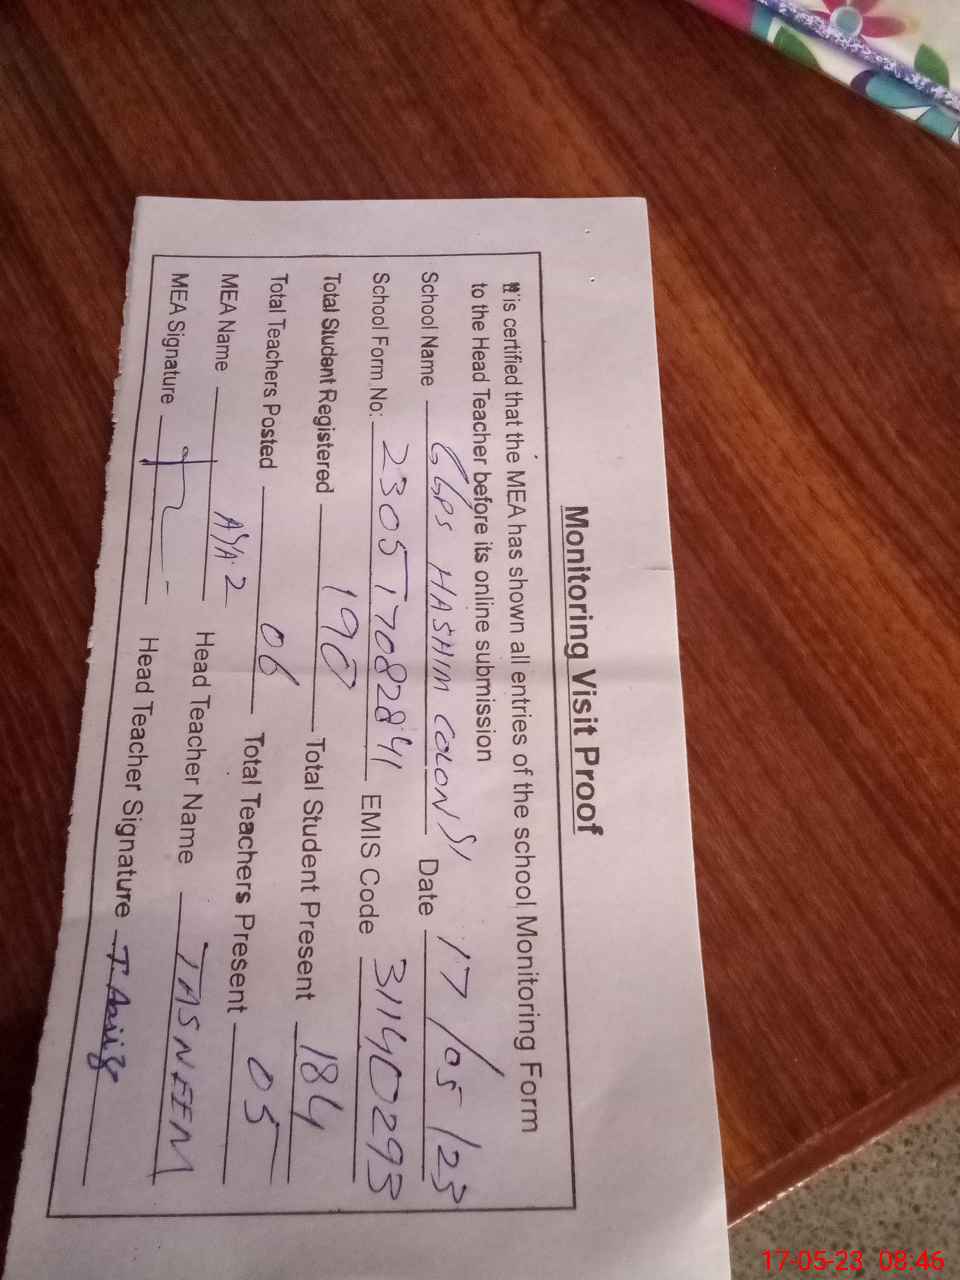 Monitoring Visit Proof
It is certified that the MEA has shown all entries of the school Monitoring Form
to the Head Teacher before its online submission
School Name GGPS HASHIM COLONY Date 17/05/23
School Form No: 230517082841 EMIS Code 31140293
Total Student Registered 190 Total Student Present 184
Total Teachers Posted 06 Total Teachers Present 05
MEA Name AYA 2 Head Teacher Name TASNEEM
MEA Signature Head Teacher Signature
17-05-23 08:46